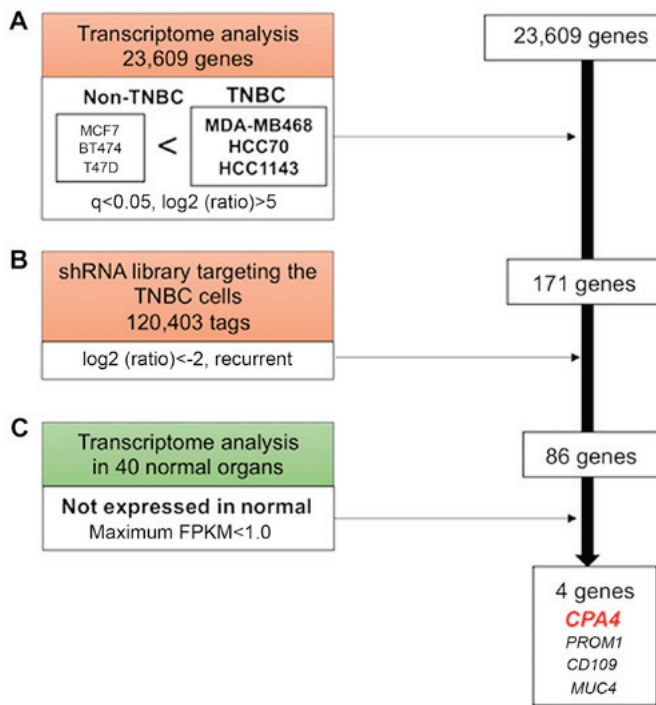 A
Transcriptome analysis
23,609 genes
Non-TNBC
TNBC
MCF7
BT474
T47D
<
MDA-MB468
HCC70
HCC1143
q<0.05, log2 (ratio)>5
23,609 genes
B
shRNA library targeting the
TNBC cells
120,403 tags
log2 (ratio)<-2, recurrent
171 genes
C
Transcriptome analysis
in 40 normal organs
Not expressed in normal
Maximum FPKM<1.0
86 genes
4 genes
CPA4
PROM1
CD109
MUC4